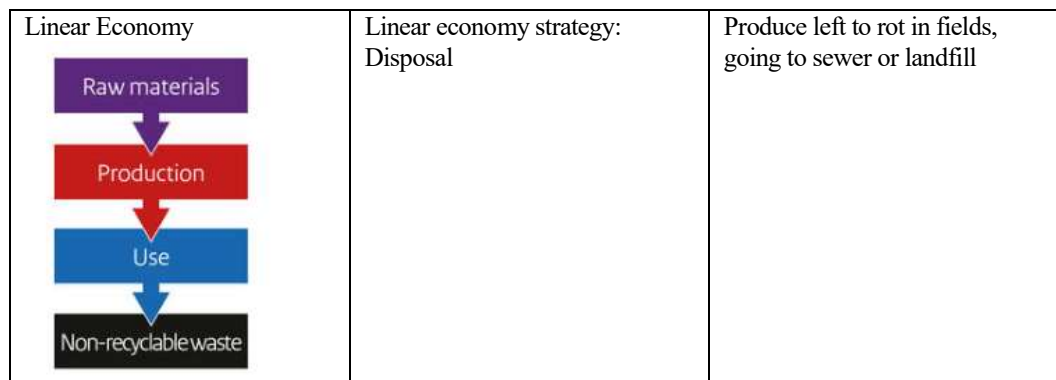 Linear Economy
Raw materials
Production
Use
Non-recyclable waste
Linear economy strategy:
Disposal
Produce left to rot in fields,
going to sewer or landfill